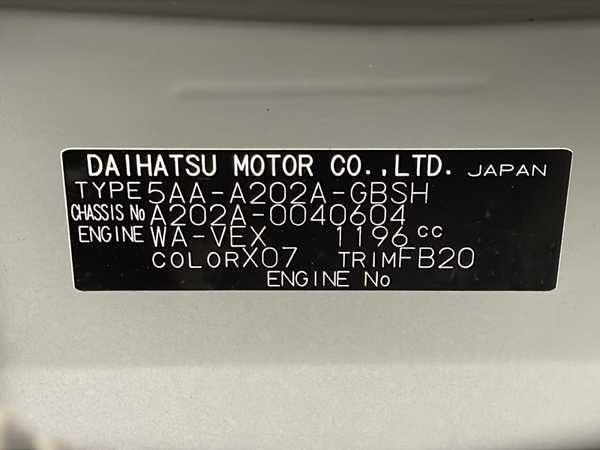 DAIHATSU MOTOR CO.,LTD. JAPAN
TYPE 5AA-A202A-GBSH
CHASSIS No A202A-0040604
ENGINE WA-VEX 1196 cc
COLOR X07 TRIM FB20
ENGINE No